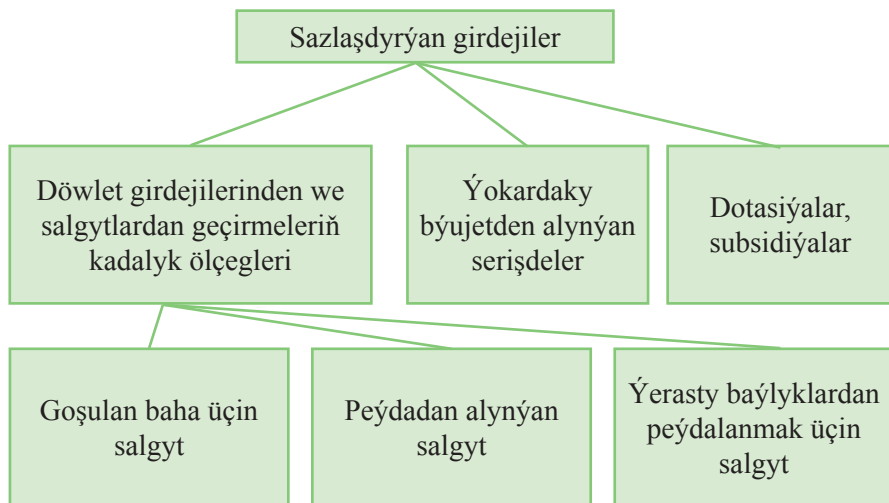 Sazlaşdyrýan girdejiler
Döwlet girdejilerinden we
salgytlardan geçirmeleriň
kadalyk ölçegleri
Ýokardaky
býujetden alynýan
serişdeler
Dotasiýalar,
subsidiýalar
Goşulan baha üçin
salgyt
Peýdadan alynýan
salgyt
Ýerasty baýlyklardan
peýdalanmak üçin
salgyt